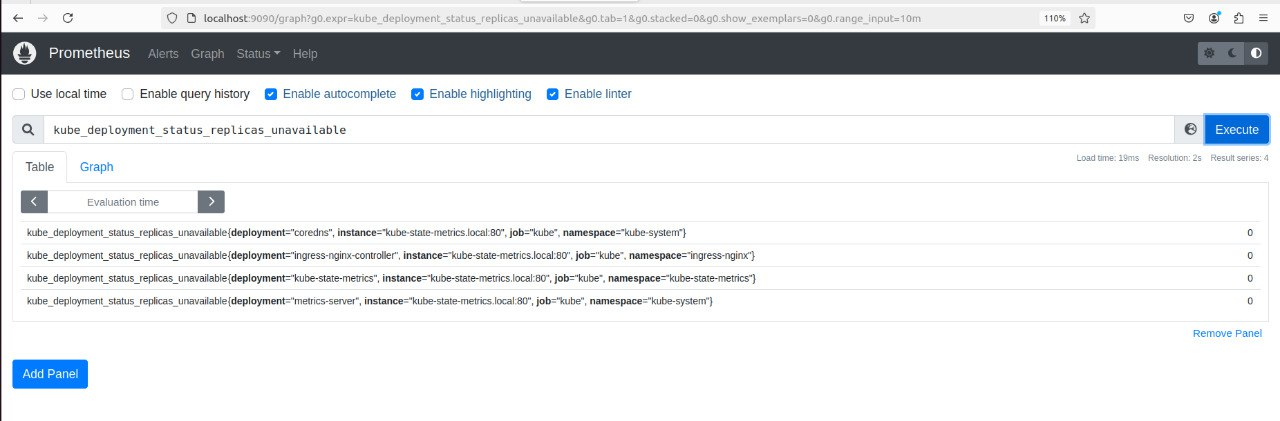 localhost:9090/graph?g0.expr=kube_deployment_status_replicas_unavailable&g0.tab=1&g0.stacked=0&g0.show_exemplars=0&g0.range_input=10m 110%
Prometheus Alerts Graph Status Help
Use local time Enable query history Enable autocomplete Enable highlighting Enable linter
kube_deployment_status_replicas_unavailable Execute
Table Graph Load time: 19ms Resolution: 2s Result series: 4
Evaluation time
kube_deployment_status_replicas_unavailable{deployment="coredns", instance="kube-state-metrics.local:80", job="kube", namespace="kube-system"} 0
kube_deployment_status_replicas_unavailable{deployment="ingress-nginx-controller", instance="kube-state-metrics.local:80", job="kube", namespace="ingress-nginx"} 0
kube_deployment_status_replicas_unavailable{deployment="kube-state-metrics", instance="kube-state-metrics.local:80", job="kube", namespace="kube-state-metrics"} 0
kube_deployment_status_replicas_unavailable{deployment="metrics-server", instance="kube-state-metrics.local:80", job="kube", namespace="kube-system"} 0
Remove Panel
Add Panel